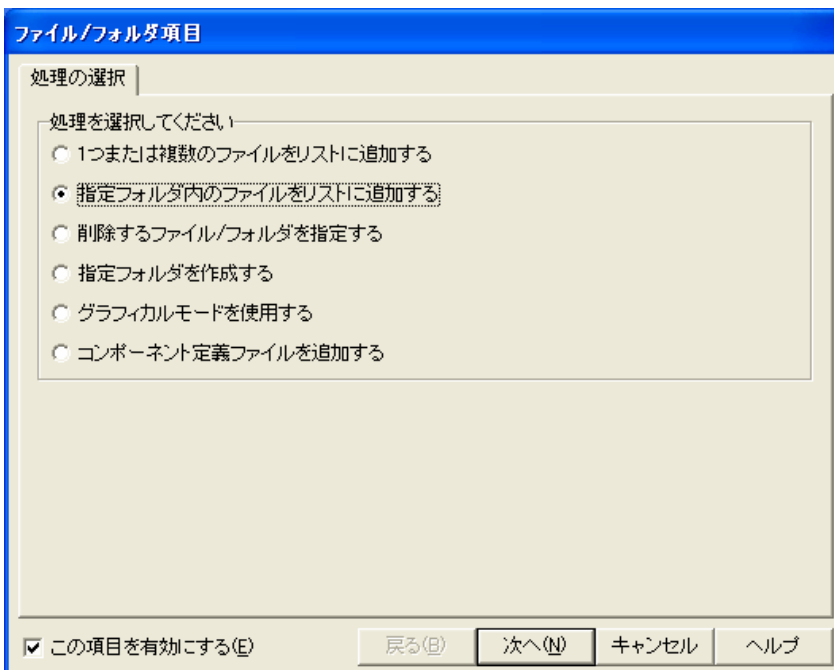 ファイル/フォルダ項目
処理の選択
処理を選択してください
1つまたは複数のファイルをリストに追加する
指定フォルダ内のファイルをリストに追加する
削除するファイル/フォルダを指定する
指定フォルダを作成する
グラフィカルモードを使用する
コンポーネント定義ファイルを追加する
この項目を有効にする(E) 戻る(B) 次へ(N) キャンセル ヘルプ